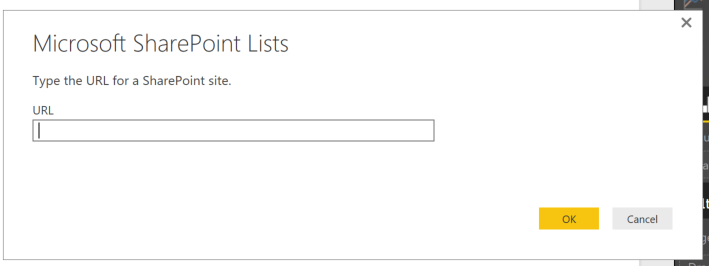 Microsoft SharePoint Lists
Type the URL for a SharePoint site.
URL
OK
Cancel